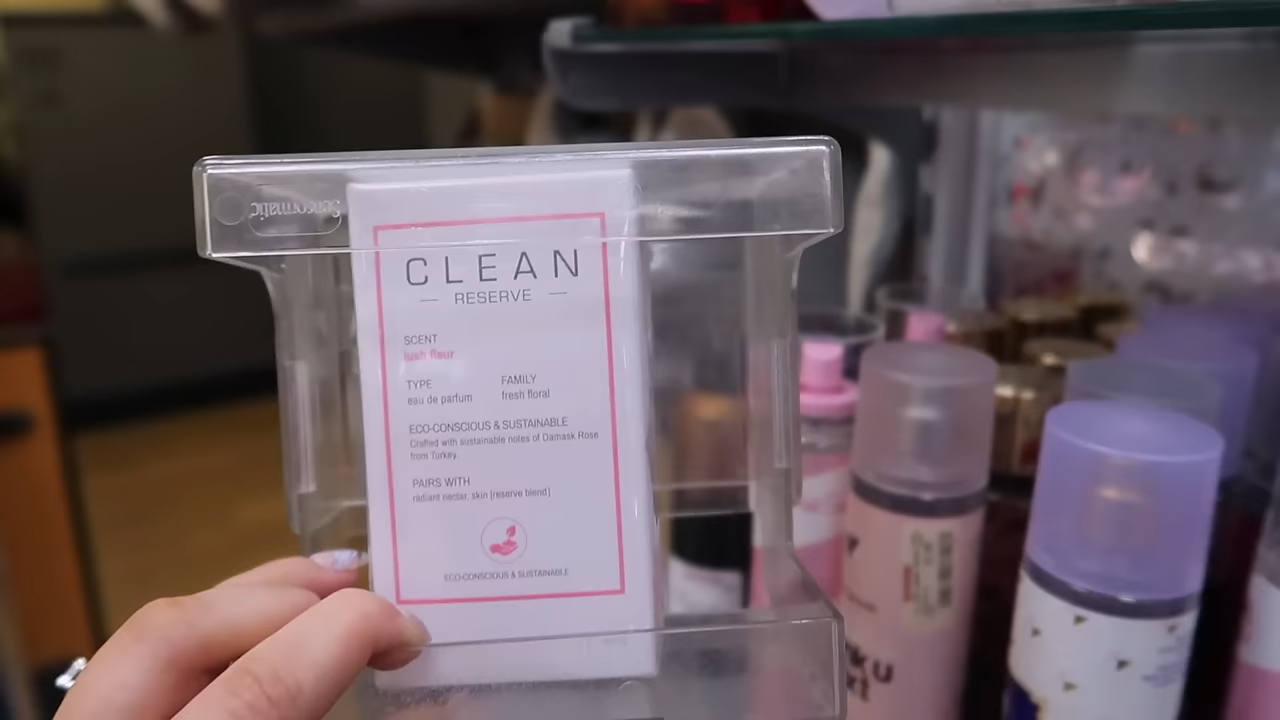 Sensormatic
CLEAN
RESERVE
SCENT
lush fleur
TYPE
eau de parfum
FAMILY
fresh floral
ECO-CONSCIOUS & SUSTAINABLE
Crafted with sustainable notes of Damask Rose
from Turkey.
PAIRS WITH
radiant nectar, skin [reserve blend]
ECO-CONSCIOUS & SUSTAINABLE